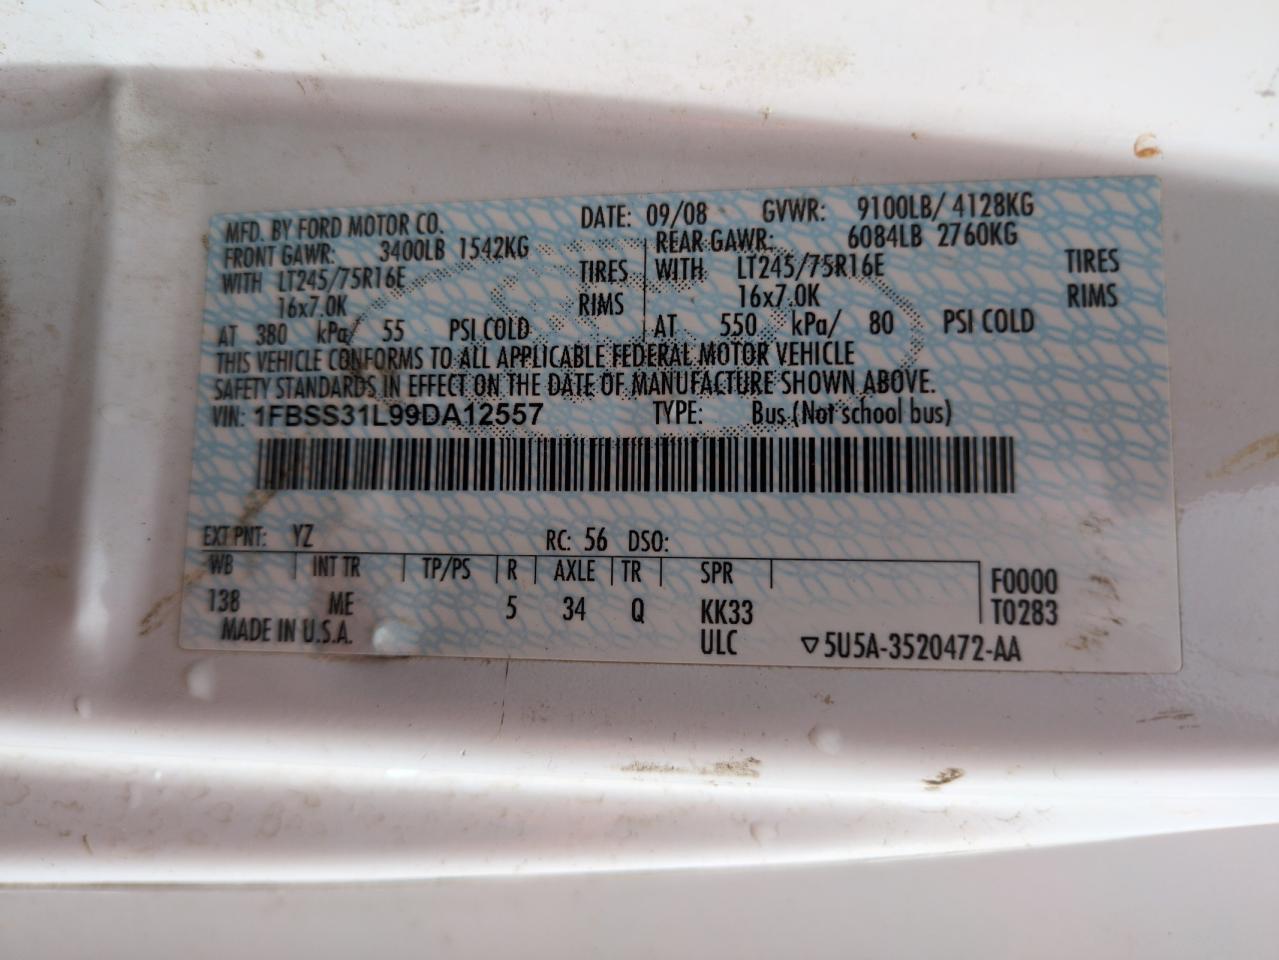 MFD. BY FORD MOTOR CO. DATE: 09/08 GVWR: 9100LB/ 4128KG
FRONT GAWR: 3400LB 1542KG REAR GAWR: 6084LB 2760KG
WITH LT245/75R16E TIRES WITH LT245/75R16E TIRES
16x7.0K RIMS 16x7.0K RIMS
AT 380 kPa/ 55 PSI COLD AT 550 kPa/ 80 PSI COLD
THIS VEHICLE CONFORMS TO ALL APPLICABLE FEDERAL MOTOR VEHICLE
SAFETY STANDARDS IN EFFECT ON THE DATE OF MANUFACTURE SHOWN ABOVE.
VIN: 1FBSS31L99DA12557 TYPE: Bus (Not school bus)
EXT PNT: YZ RC: 56 DSO:
WB INT TR TP/PS R AXLE TR SPR F0000
138 ME 5 34 Q KK33 T0283
MADE IN U.S.A. ULC ▽5U5A-3520472-AA